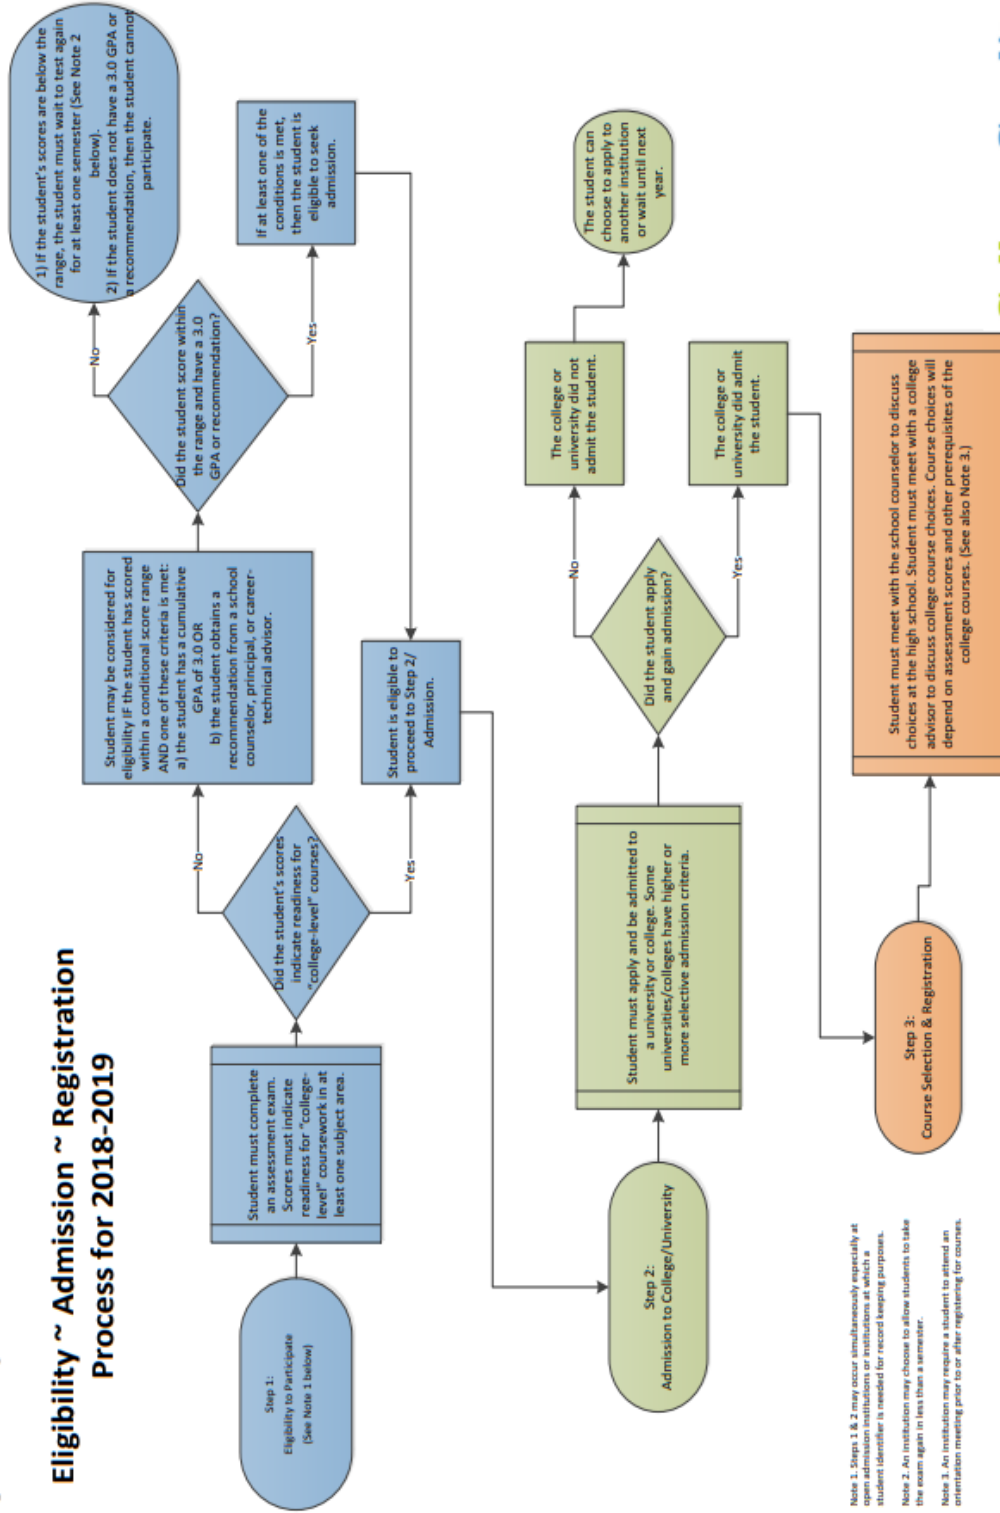 Eligibility ~ Admission ~ Registration
Process for 2018-2019
Step 1:
Eligibility to Participate
(See Note 1 below)
Student must complete
an assessment exam.
Scores must indicate
readiness for "college-
level" coursework in at
least one subject area.
Did the student's scores
indicate readiness for
"college-level" courses?
No
Yes
Student may be considered for
eligibility IF the student has scored
within a conditional score range
AND one of these criteria is met:
a) the student has a cumulative
GPA of 3.0 OR
b) the student obtains a
recommendation from a school
counselor, principal, or career-
technical advisor.
Student is eligible to
proceed to Step 2/
Admission.
Did the student score within
the range and have a 3.0
GPA or recommendation?
No
Yes
1) If the student's scores are below the
range, the student must wait to test again
for at least one semester (See Note 2
below).
2) If the student does not have a 3.0 GPA or
a recommendation, then the student cannot
participate.
If at least one of the
conditions is met,
then the student is
eligible to seek
admission.
Step 2:
Admission to College/University
Student must apply and be admitted to
a university or college. Some
universities/colleges have higher or
more selective admission criteria.
Did the student apply
and gain admission?
No
Yes
The college or
university did not
admit the student.
The college or
university did admit
the student.
The student can
choose to apply to
another institution
or wait until next
year.
Step 3:
Course Selection & Registration
Student must meet with the school counselor to discuss
choices at the high school. Student must meet with a college
advisor to discuss college course choices. Course choices will
depend on assessment scores and other prerequisites of the
college courses. (See also Note 3.)
Note 1. Steps 1 & 2 may occur simultaneously especially at
open admission institutions or institutions at which a
student identifier is needed for record keeping purposes.
Note 2. An institution may choose to allow students to take
the exam again in less than a semester.
Note 3. An institution may require a student to attend an
orientation meeting prior to or after registering for courses.